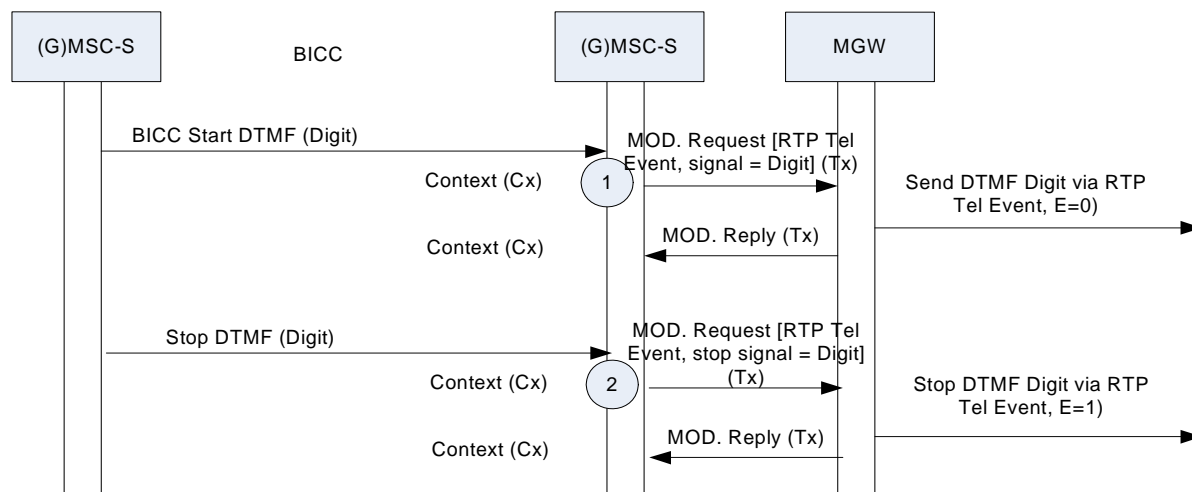 (G)MSC-S
BICC
(G)MSC-S
MGW
BICC Start DTMF (Digit)
MOD. Request [RTP Tel
Event, signal = Digit] (Tx)
Context (Cx)
1
Send DTMF Digit via RTP
Tel Event, E=0)
MOD. Reply (Tx)
Context (Cx)
Stop DTMF (Digit)
MOD. Request [RTP Tel
Event, stop signal = Digit]
(Tx)
Context (Cx)
2
Stop DTMF Digit via RTP
Tel Event, E=1)
MOD. Reply (Tx)
Context (Cx)